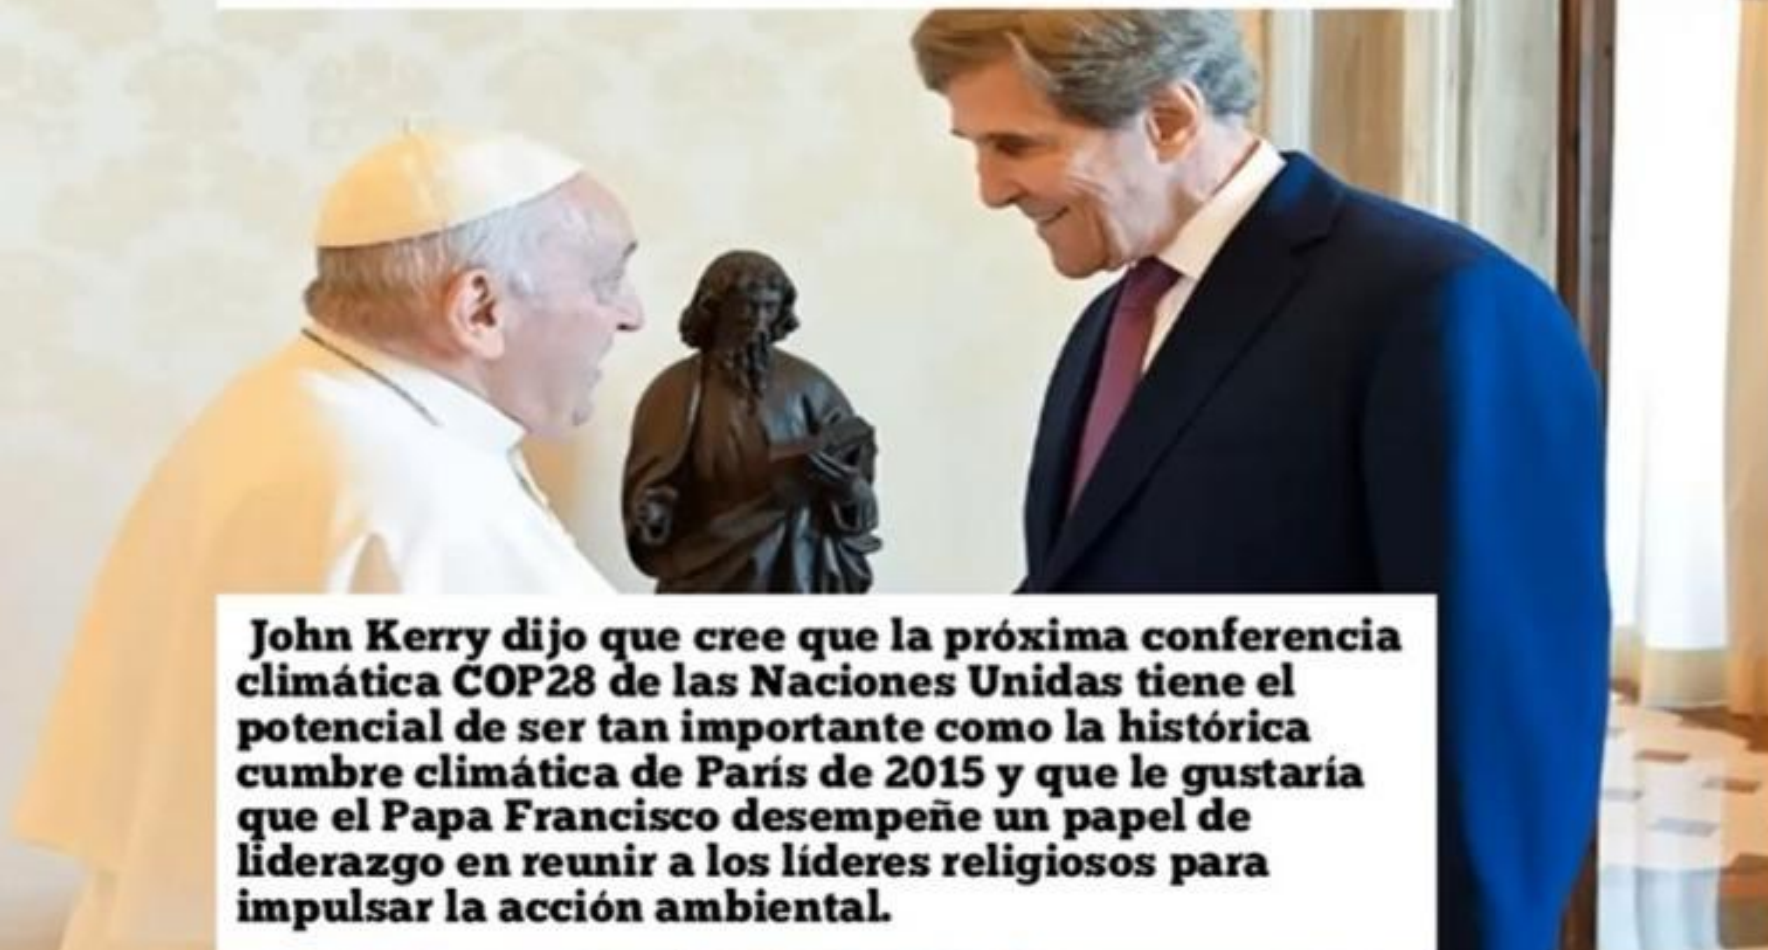 John Kerry dijo que cree que la próxima conferencia
climática COP28 de las Naciones Unidas tiene el
potencial de ser tan importante como la histórica
cumbre climática de París de 2015 y que le gustaría
que el Papa Francisco desempeñe un papel de
liderazgo en reunir a los líderes religiosos para
impulsar la acción ambiental.